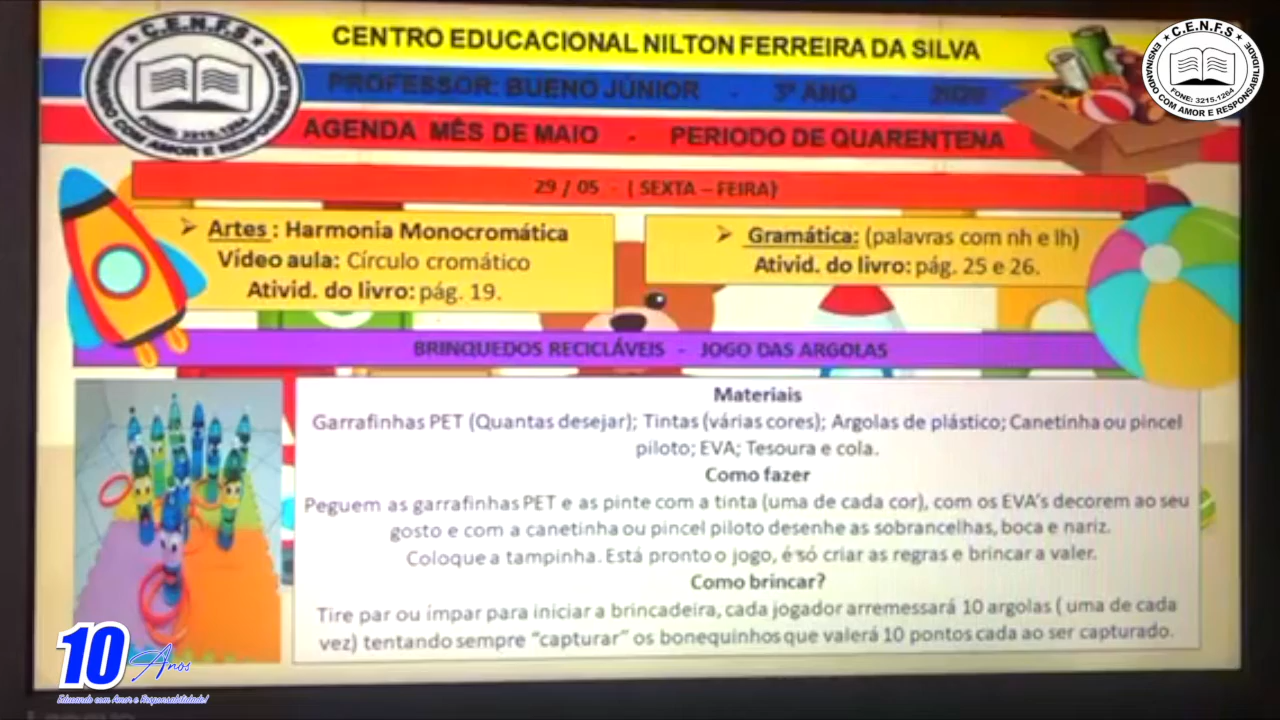 CENTRO EDUCACIONAL NILTON FERREIRA DA SILVA
PROFESSOR: BUENO JÚNIOR - 3º ANO - 2020
AGENDA MÊS DE MAIO - PERIODO DE QUARENTENA
C.E.N.F.S
ENSINANDO COM AMOR E RESPONSABILIDADE
FONE: 3215.1264
C.E.N.F.S
ENSINANDO COM AMOR E RESPONSABILIDADE
FONE: 3215.1264
29 / 05 - ( SEXTA – FEIRA)
➢ Artes : Harmonia Monocromática
Vídeo aula: Círculo cromático
Ativid. do livro: pág. 19.
➢ Gramática: (palavras com nh e lh)
Ativid. do livro: pág. 25 e 26.
BRINQUEDOS RECICLÁVEIS - JOGO DAS ARGOLAS
Materiais
Garrafinhas PET (Quantas desejar); Tintas (várias cores); Argolas de plástico; Canetinha ou pincel
piloto; EVA; Tesoura e cola.
Como fazer
Peguem as garrafinhas PET e as pinte com a tinta (uma de cada cor), com os EVA's decorem ao seu
gosto e com a canetinha ou pincel piloto desenhe as sobrancelhas, boca e nariz.
Coloque a tampinha. Está pronto o jogo, é só criar as regras e brincar a valer.
Como brincar?
Tire par ou ímpar para iniciar a brincadeira, cada jogador arremessará 10 argolas ( uma de cada
vez) tentando sempre “capturar” os bonequinhos que valerá 10 pontos cada ao ser capturado.
10 Anos
Educando com Amor e Responsabilidade!